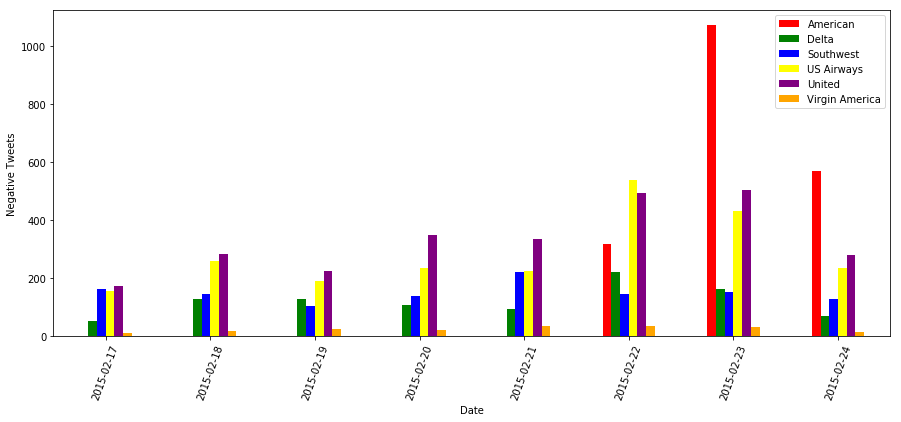 Negative Tweets
1000
800
600
400
200
0
American
Delta
Southwest
US Airways
United
Virgin America
2015-02-17
2015-02-18
2015-02-19
2015-02-20
2015-02-21
2015-02-22
2015-02-23
2015-02-24
Date